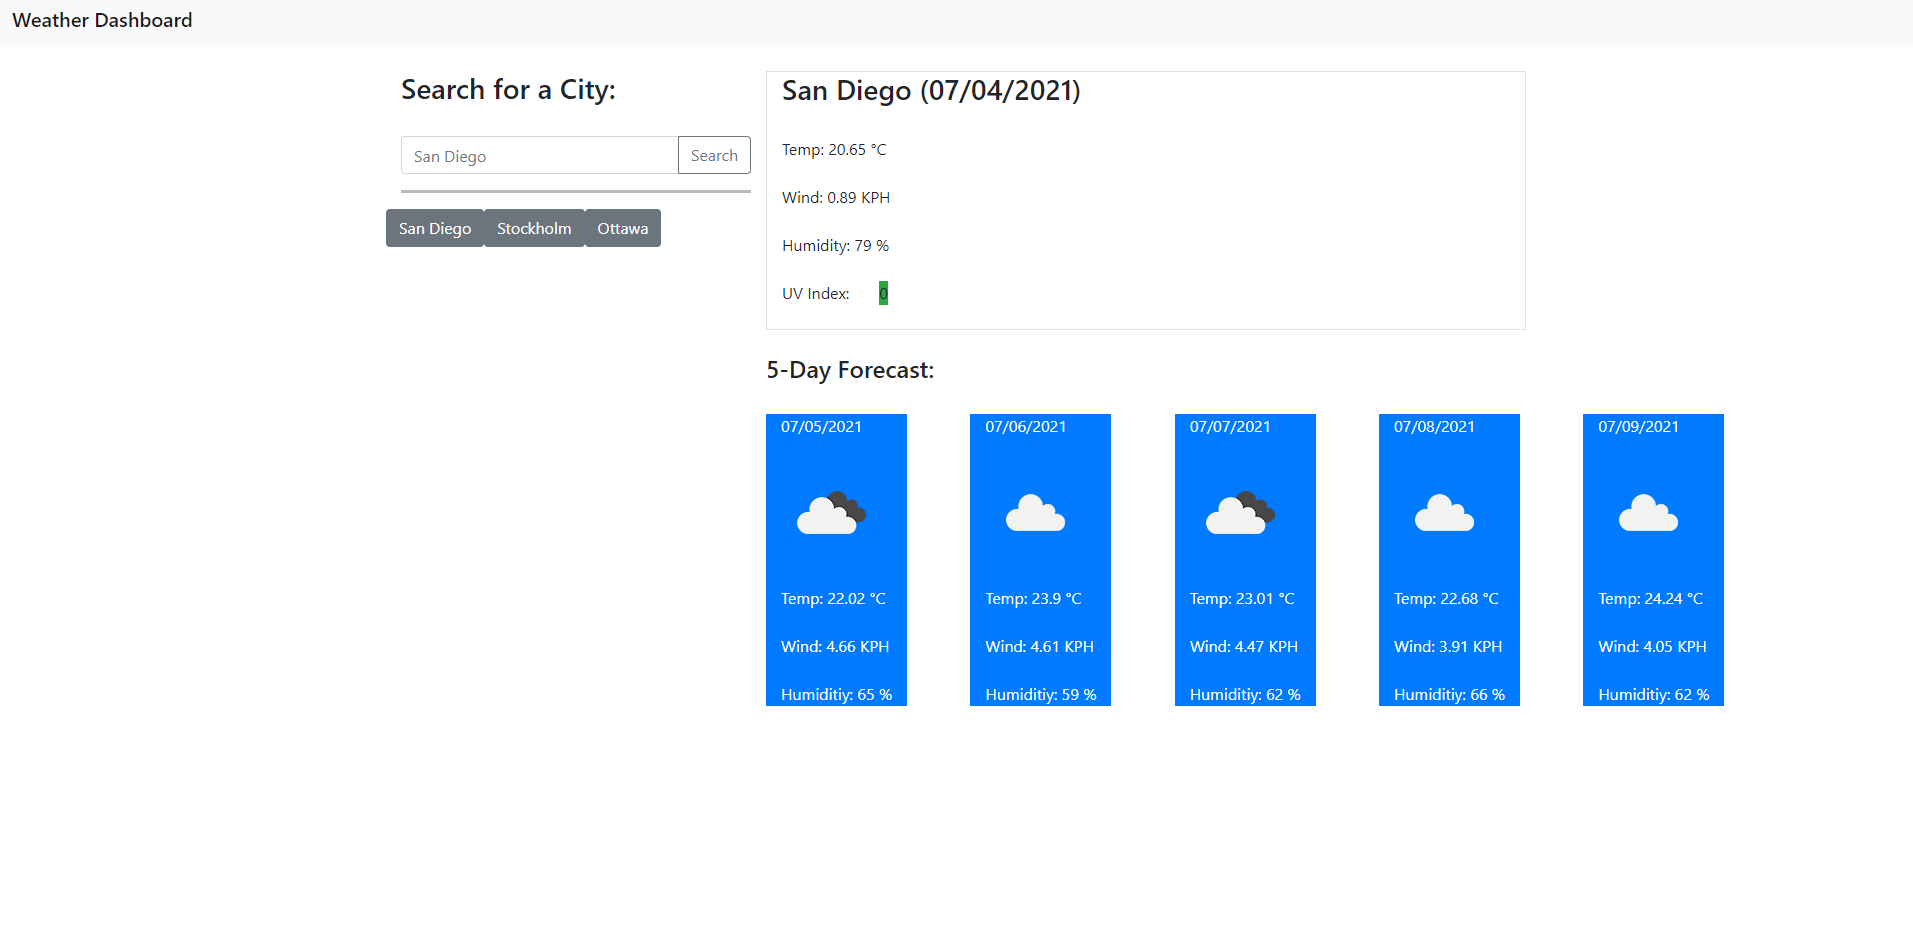 Weather Dashboard
Search for a City:
San Diego
Search
San Diego
Stockholm
Ottawa
San Diego (07/04/2021)
Temp: 20.65 °C
Wind: 0.89 KPH
Humidity: 79 %
UV Index: 0
5-Day Forecast:
07/05/2021
Temp: 22.02 °C
Wind: 4.66 KPH
Humiditiy: 65 %
07/06/2021
Temp: 23.9 °C
Wind: 4.61 KPH
Humiditiy: 59 %
07/07/2021
Temp: 23.01 °C
Wind: 4.47 KPH
Humiditiy: 62 %
07/08/2021
Temp: 22.68 °C
Wind: 3.91 KPH
Humiditiy: 66 %
07/09/2021
Temp: 24.24 °C
Wind: 4.05 KPH
Humiditiy: 62 %